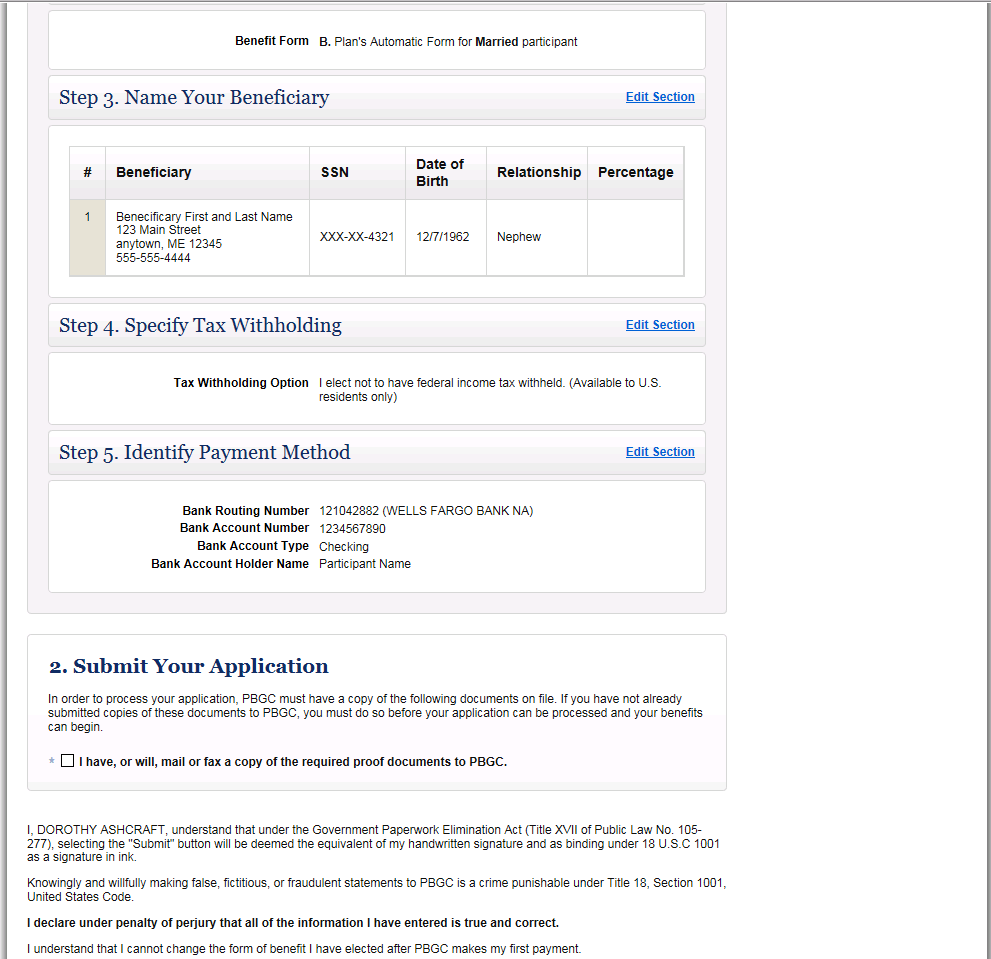 Benefit Form B. Plan's Automatic Form for Married participant
Step 3. Name Your Beneficiary Edit Section
# Beneficiary SSN Date of Birth Relationship Percentage
1 Benecificary First and Last Name
123 Main Street
anytown, ME 12345
555-555-4444
XXX-XX-4321 12/7/1962 Nephew
Step 4. Specify Tax Withholding Edit Section
Tax Withholding Option I elect not to have federal income tax withheld. (Available to U.S.
residents only)
Step 5. Identify Payment Method Edit Section
Bank Routing Number 121042882 (WELLS FARGO BANK NA)
Bank Account Number 1234567890
Bank Account Type Checking
Bank Account Holder Name Participant Name
2. Submit Your Application
In order to process your application, PBGC must have a copy of the following documents on file. If you have not already
submitted copies of these documents to PBGC, you must do so before your application can be processed and your benefits
can begin.
* I have, or will, mail or fax a copy of the required proof documents to PBGC.
I, DOROTHY ASHCRAFT, understand that under the Government Paperwork Elimination Act (Title XVII of Public Law No. 105-
277), selecting the "Submit" button will be deemed the equivalent of my handwritten signature and as binding under 18 U.S.C 1001
as a signature in ink.
Knowingly and willfully making false, fictitious, or fraudulent statements to PBGC is a crime punishable under Title 18, Section 1001,
United States Code.
I declare under penalty of perjury that all of the information I have entered is true and correct.
I understand that I cannot change the form of benefit I have elected after PBGC makes my first payment.